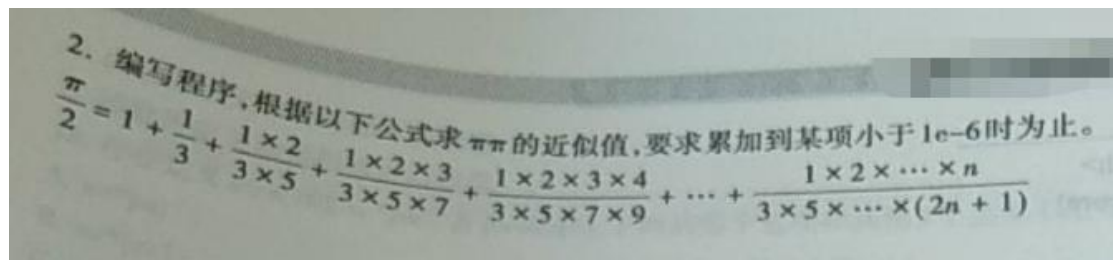 2. 编写程序,根据以下公式求ππ的近似值,要求累加到某项小于1e-6时为止。
π/2 = 1 + 1/3 + (1×2)/(3×5) + (1×2×3)/(3×5×7) + (1×2×3×4)/(3×5×7×9) + ⋯ + (1×2×⋯×n)/(3×5×⋯×(2n + 1))